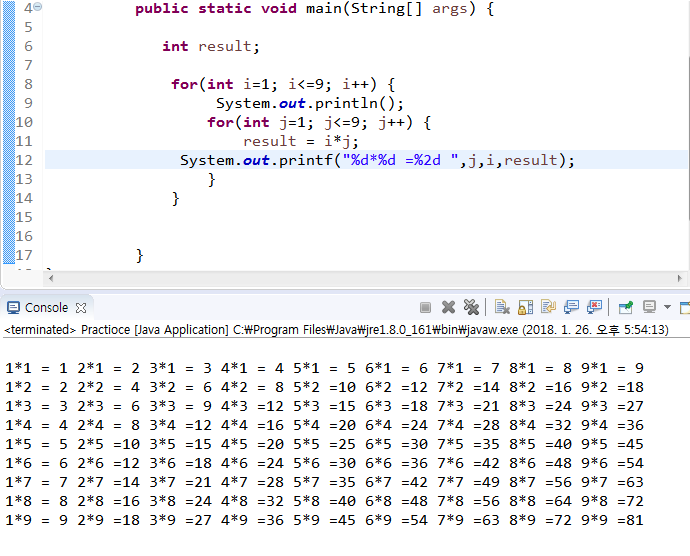 4 public static void main(String[] args) {
5
6 int result;
7
8 for(int i=1; i<=9; i++) {
9 System.out.println();
10 for(int j=1; j<=9; j++) {
11 result = i*j;
12 System.out.printf("%d*%d =%2d ",j,i,result);
13 }
14 }
15
16
17 }
Console
<terminated> Practioce [Java Application] C:\Program Files\Java\jre1.8.0_161\bin\javaw.exe (2018. 1. 26. 오후 5:54:13)
1*1 = 1 2*1 = 2 3*1 = 3 4*1 = 4 5*1 = 5 6*1 = 6 7*1 = 7 8*1 = 8 9*1 = 9
1*2 = 2 2*2 = 4 3*2 = 6 4*2 = 8 5*2 =10 6*2 =12 7*2 =14 8*2 =16 9*2 =18
1*3 = 3 2*3 = 6 3*3 = 9 4*3 =12 5*3 =15 6*3 =18 7*3 =21 8*3 =24 9*3 =27
1*4 = 4 2*4 = 8 3*4 =12 4*4 =16 5*4 =20 6*4 =24 7*4 =28 8*4 =32 9*4 =36
1*5 = 5 2*5 =10 3*5 =15 4*5 =20 5*5 =25 6*5 =30 7*5 =35 8*5 =40 9*5 =45
1*6 = 6 2*6 =12 3*6 =18 4*6 =24 5*6 =30 6*6 =36 7*6 =42 8*6 =48 9*6 =54
1*7 = 7 2*7 =14 3*7 =21 4*7 =28 5*7 =35 6*7 =42 7*7 =49 8*7 =56 9*7 =63
1*8 = 8 2*8 =16 3*8 =24 4*8 =32 5*8 =40 6*8 =48 7*8 =56 8*8 =64 9*8 =72
1*9 = 9 2*9 =18 3*9 =27 4*9 =36 5*9 =45 6*9 =54 7*9 =63 8*9 =72 9*9 =81